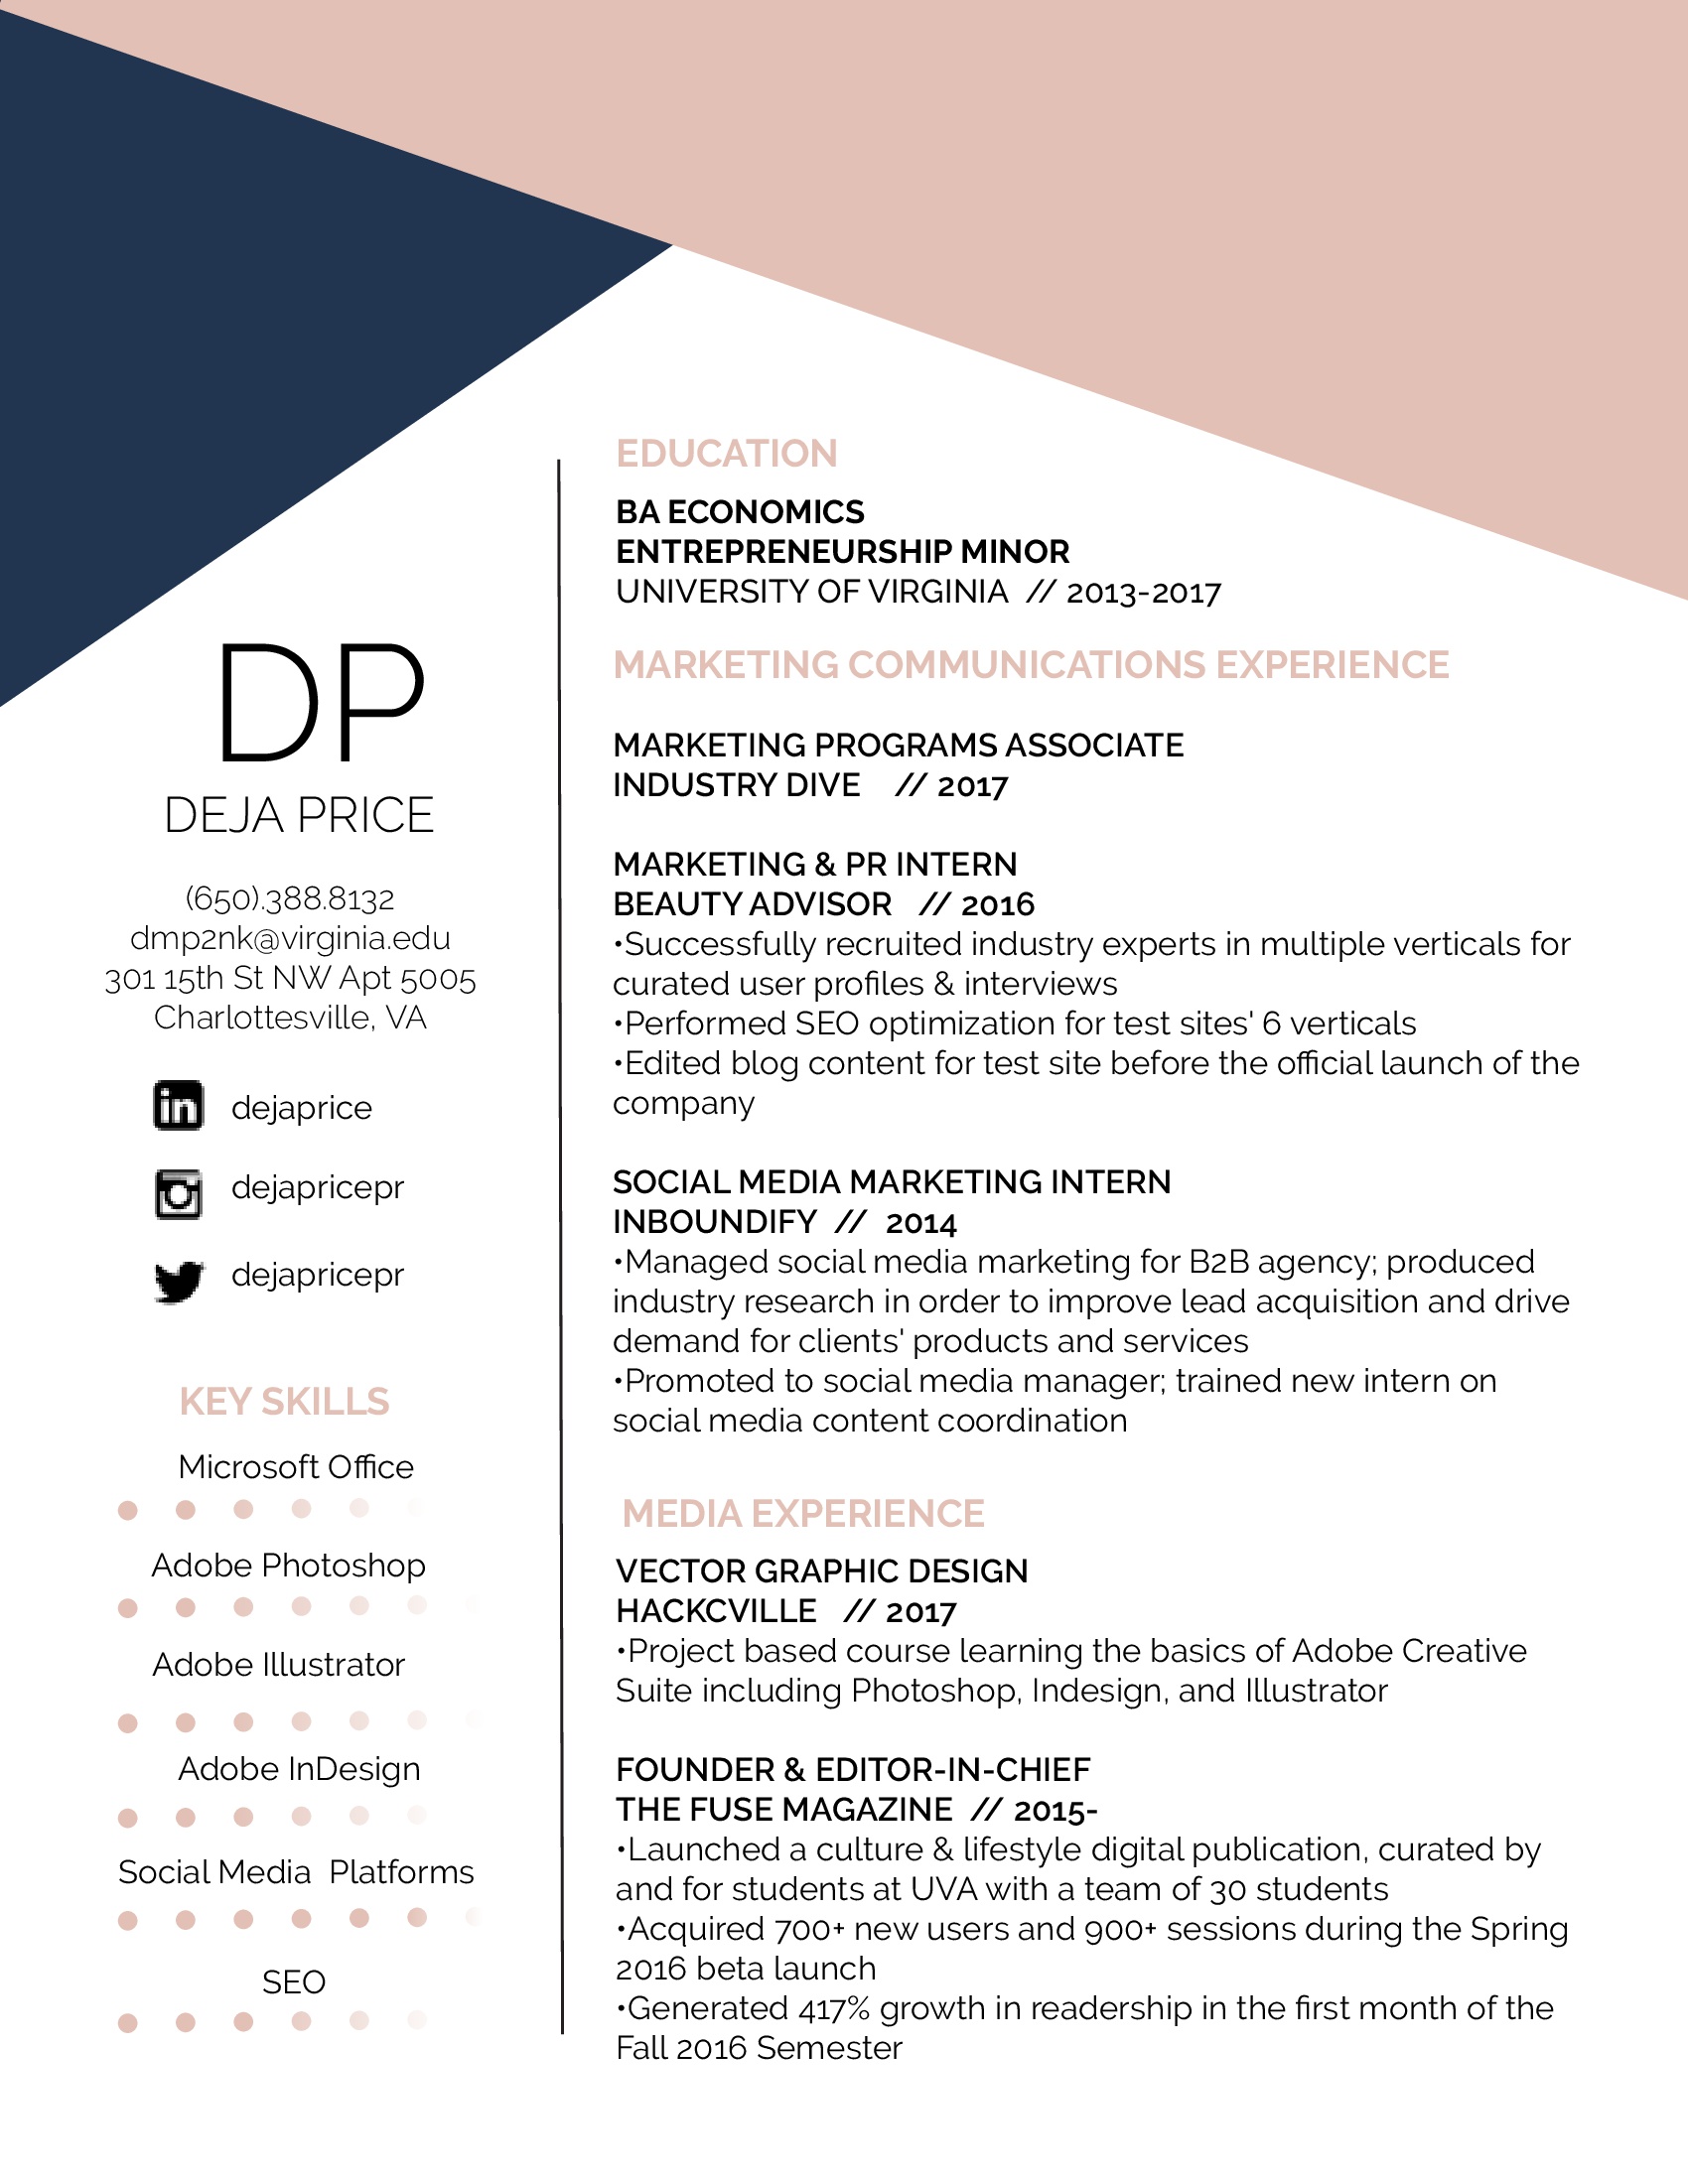 DP
DEJA PRICE
(650).388.8132
dmp2nk@virginia.edu
301 15th St NW Apt 5005
Charlottesville, VA
in dejaprice
dejapricepr
dejapricepr
KEY SKILLS
Microsoft Office
Adobe Photoshop
Adobe Illustrator
Adobe InDesign
Social Media Platforms
SEO
EDUCATION
BA ECONOMICS
ENTREPRENEURSHIP MINOR
UNIVERSITY OF VIRGINIA // 2013-2017
MARKETING COMMUNICATIONS EXPERIENCE
MARKETING PROGRAMS ASSOCIATE
INDUSTRY DIVE // 2017
MARKETING & PR INTERN
BEAUTY ADVISOR // 2016
•Successfully recruited industry experts in multiple verticals for
curated user profiles & interviews
•Performed SEO optimization for test sites' 6 verticals
•Edited blog content for test site before the official launch of the
company
SOCIAL MEDIA MARKETING INTERN
INBOUNDIFY // 2014
•Managed social media marketing for B2B agency; produced
industry research in order to improve lead acquisition and drive
demand for clients' products and services
•Promoted to social media manager; trained new intern on
social media content coordination
MEDIA EXPERIENCE
VECTOR GRAPHIC DESIGN
HACKCVILLE // 2017
•Project based course learning the basics of Adobe Creative
Suite including Photoshop, Indesign, and Illustrator
FOUNDER & EDITOR-IN-CHIEF
THE FUSE MAGAZINE // 2015-
•Launched a culture & lifestyle digital publication, curated by
and for students at UVA with a team of 30 students
•Acquired 700+ new users and 900+ sessions during the Spring
2016 beta launch
•Generated 417% growth in readership in the first month of the
Fall 2016 Semester